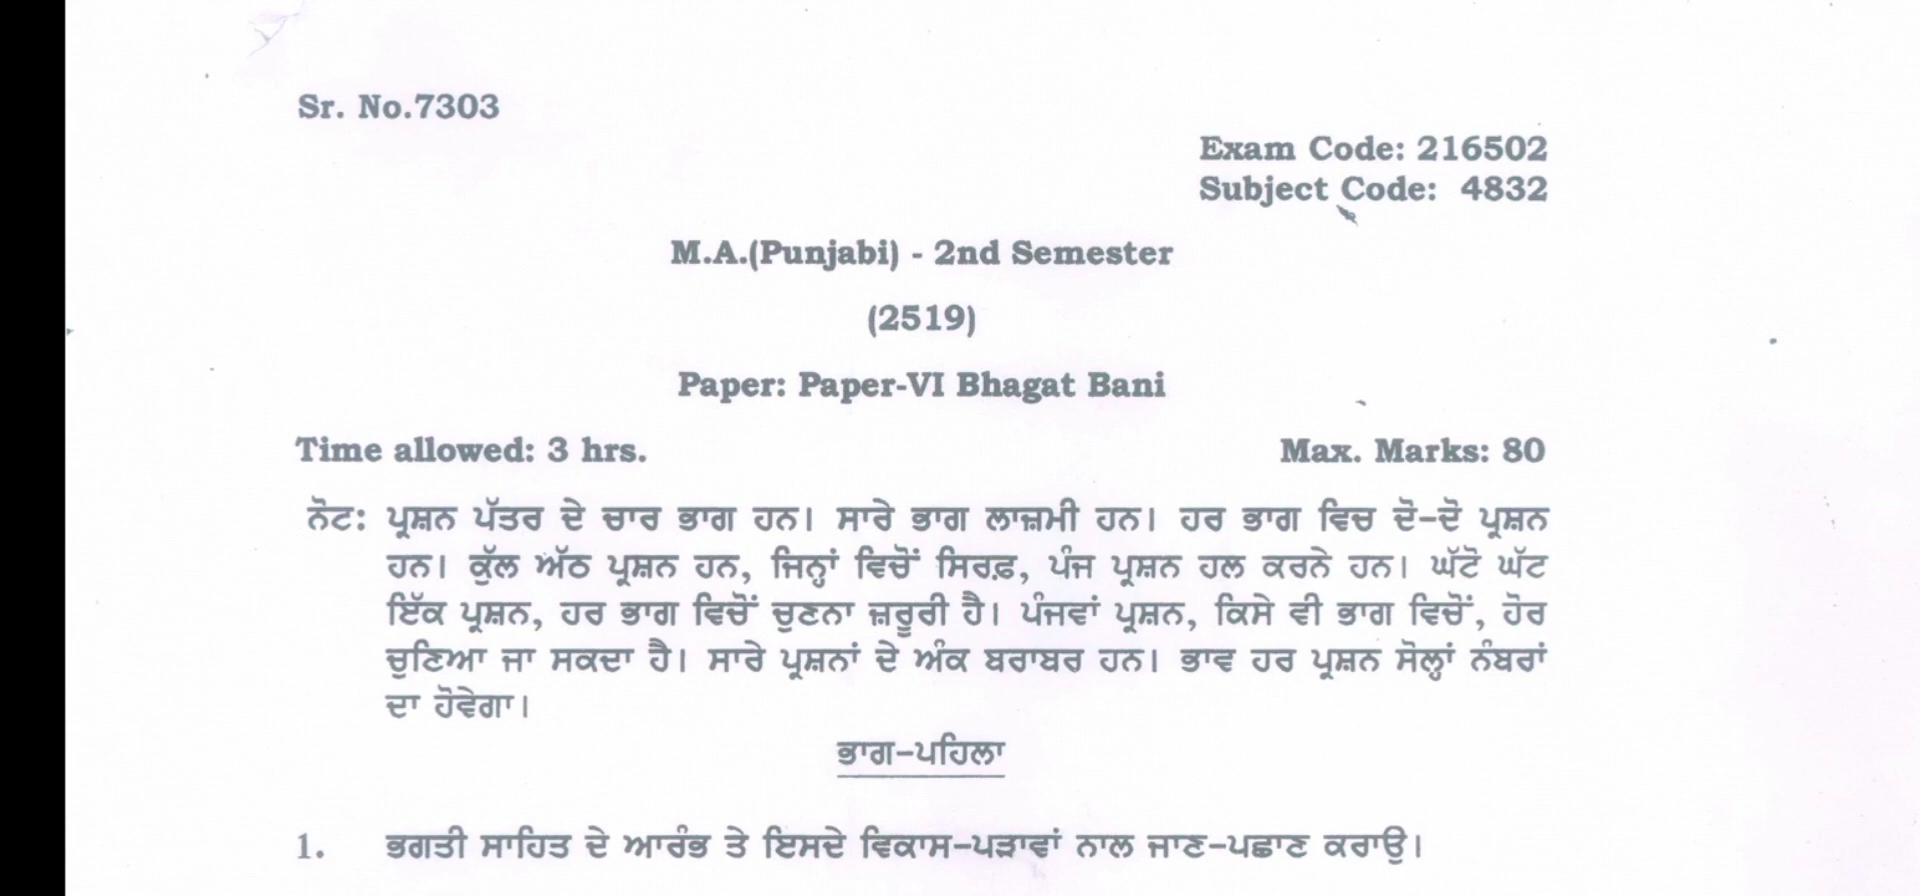 Sr. No.7303
Exam Code: 216502
Subject Code: 4832
M.A.(Punjabi) - 2nd Semester
(2519)
Paper: Paper-VI Bhagat Bani
Time allowed: 3 hrs. Max. Marks: 80
ਨੋਟ: ਪ੍ਰਸ਼ਨ ਪੱਤਰ ਦੇ ਚਾਰ ਭਾਗ ਹਨ। ਸਾਰੇ ਭਾਗ ਲਾਜ਼ਮੀ ਹਨ। ਹਰ ਭਾਗ ਵਿਚ ਦੋ-ਦੋ ਪ੍ਰਸ਼ਨ
ਹਨ। ਕੁੱਲ ਅੱਠ ਪ੍ਰਸ਼ਨ ਹਨ, ਜਿਨ੍ਹਾਂ ਵਿਚੋਂ ਸਿਰਫ਼, ਪੰਜ ਪ੍ਰਸ਼ਨ ਹਲ ਕਰਨੇ ਹਨ। ਘੱਟੋ ਘੱਟ
ਇੱਕ ਪ੍ਰਸ਼ਨ, ਹਰ ਭਾਗ ਵਿਚੋਂ ਚੁਣਨਾ ਜ਼ਰੂਰੀ ਹੈ। ਪੰਜਵਾਂ ਪ੍ਰਸ਼ਨ, ਕਿਸੇ ਵੀ ਭਾਗ ਵਿਚੋਂ, ਹੋਰ
ਚੁਣਿਆ ਜਾ ਸਕਦਾ ਹੈ। ਸਾਰੇ ਪ੍ਰਸ਼ਨਾਂ ਦੇ ਅੰਕ ਬਰਾਬਰ ਹਨ। ਭਾਵ ਹਰ ਪ੍ਰਸ਼ਨ ਸੋਲ੍ਹਾਂ ਨੰਬਰਾਂ
ਦਾ ਹੋਵੇਗਾ।
ਭਾਗ-ਪਹਿਲਾ
1. ਭਗਤੀ ਸਾਹਿਤ ਦੇ ਆਰੰਭ ਤੇ ਇਸਦੇ ਵਿਕਾਸ-ਪੜਾਵਾਂ ਨਾਲ ਜਾਣ-ਪਛਾਣ ਕਰਾਉ।